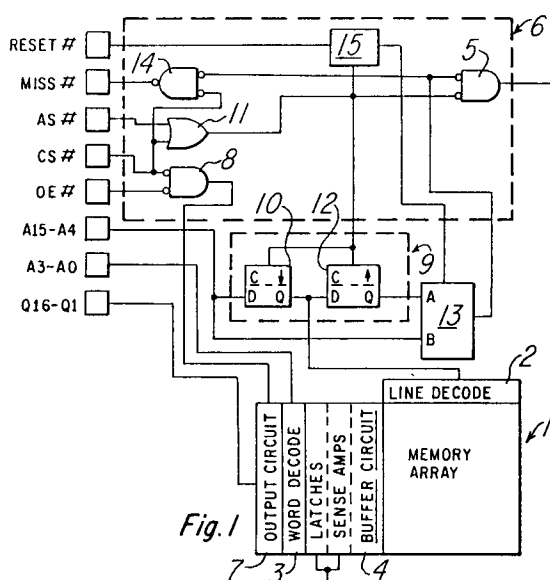 RESET #
MISS #
AS #
CS #
OE #
A15-A4
A3-A0
Q16-Q1
15
14
11
8
5
6
10
12
9
C
D Q
C
D Q
A
B
13
LINE DECODE
2
1
MEMORY ARRAY
OUTPUT CIRCUIT
WORD DECODE
LATCHES
SENSE AMPS
BUFFER CIRCUIT
Fig. 1
7
3
4